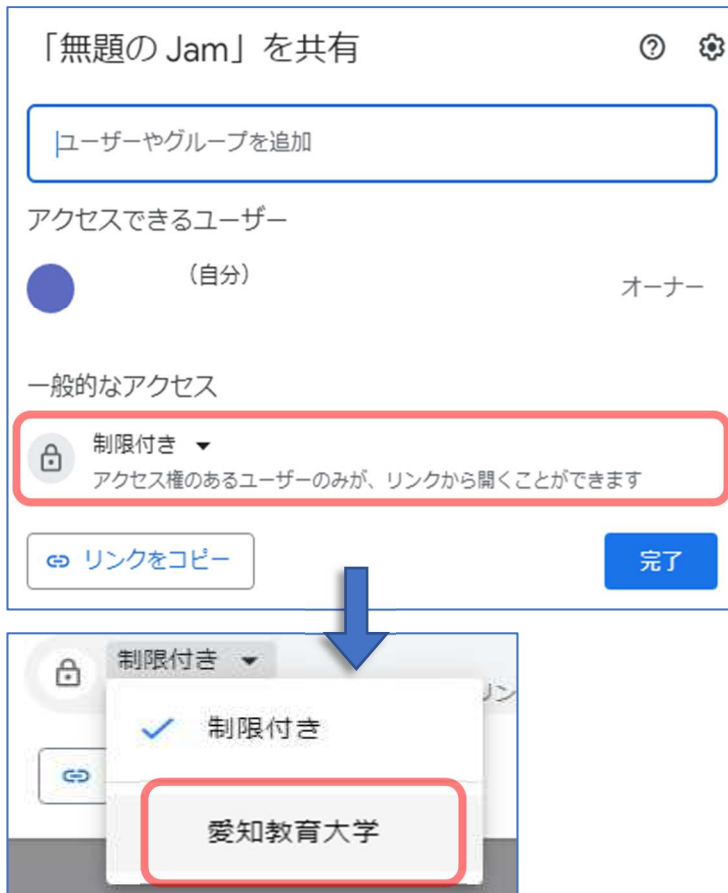 「無題の Jam」を共有
ユーザーやグループを追加
アクセスできるユーザー
（自分）
オーナー
一般的なアクセス
制限付き
アクセス権のあるユーザーのみが、リンクから開くことができます
リンクをコピー
完了
制限付き
リン
制限付き
愛知教育大学